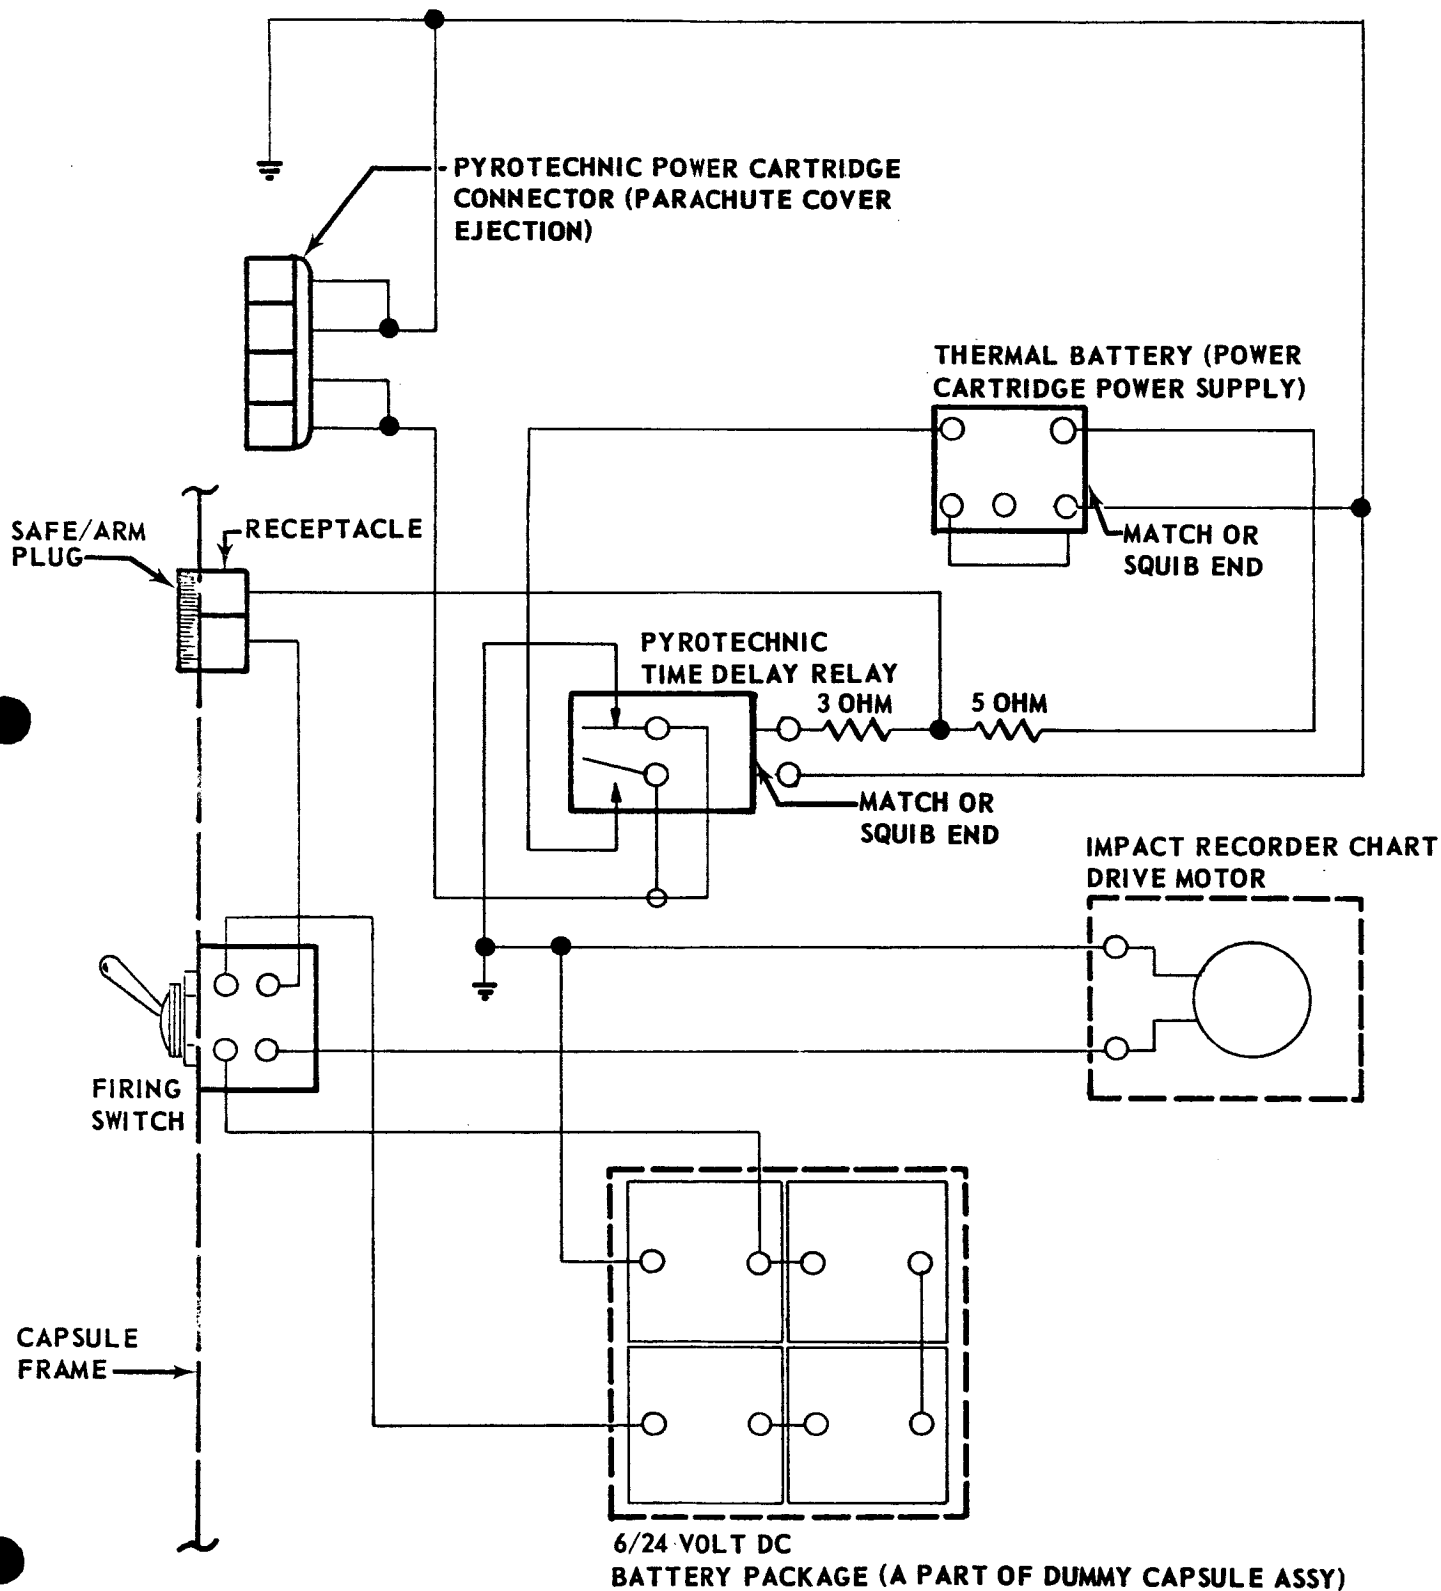 PYROTECHNIC POWER CARTRIDGE
CONNECTOR (PARACHUTE COVER
EJECTION)
THERMAL BATTERY (POWER
CARTRIDGE POWER SUPPLY)
SAFE/ARM
PLUG
RECEPTACLE
MATCH OR
SQUIB END
PYROTECHNIC
TIME DELAY RELAY
3 OHM
5 OHM
MATCH OR
SQUIB END
IMPACT RECORDER CHART
DRIVE MOTOR
FIRING
SWITCH
CAPSULE
FRAME
6/24 VOLT DC
BATTERY PACKAGE (A PART OF DUMMY CAPSULE ASSY)